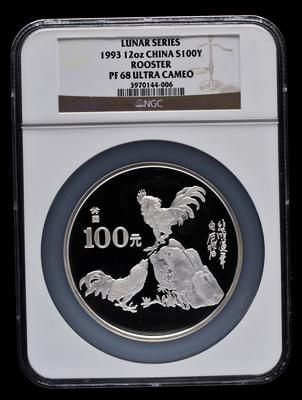 LUNAR SERIES
1993 12oz CHINA S100Y
ROOSTER
PF 68 ULTRA CAMEO
3970144-006
NGC
100元